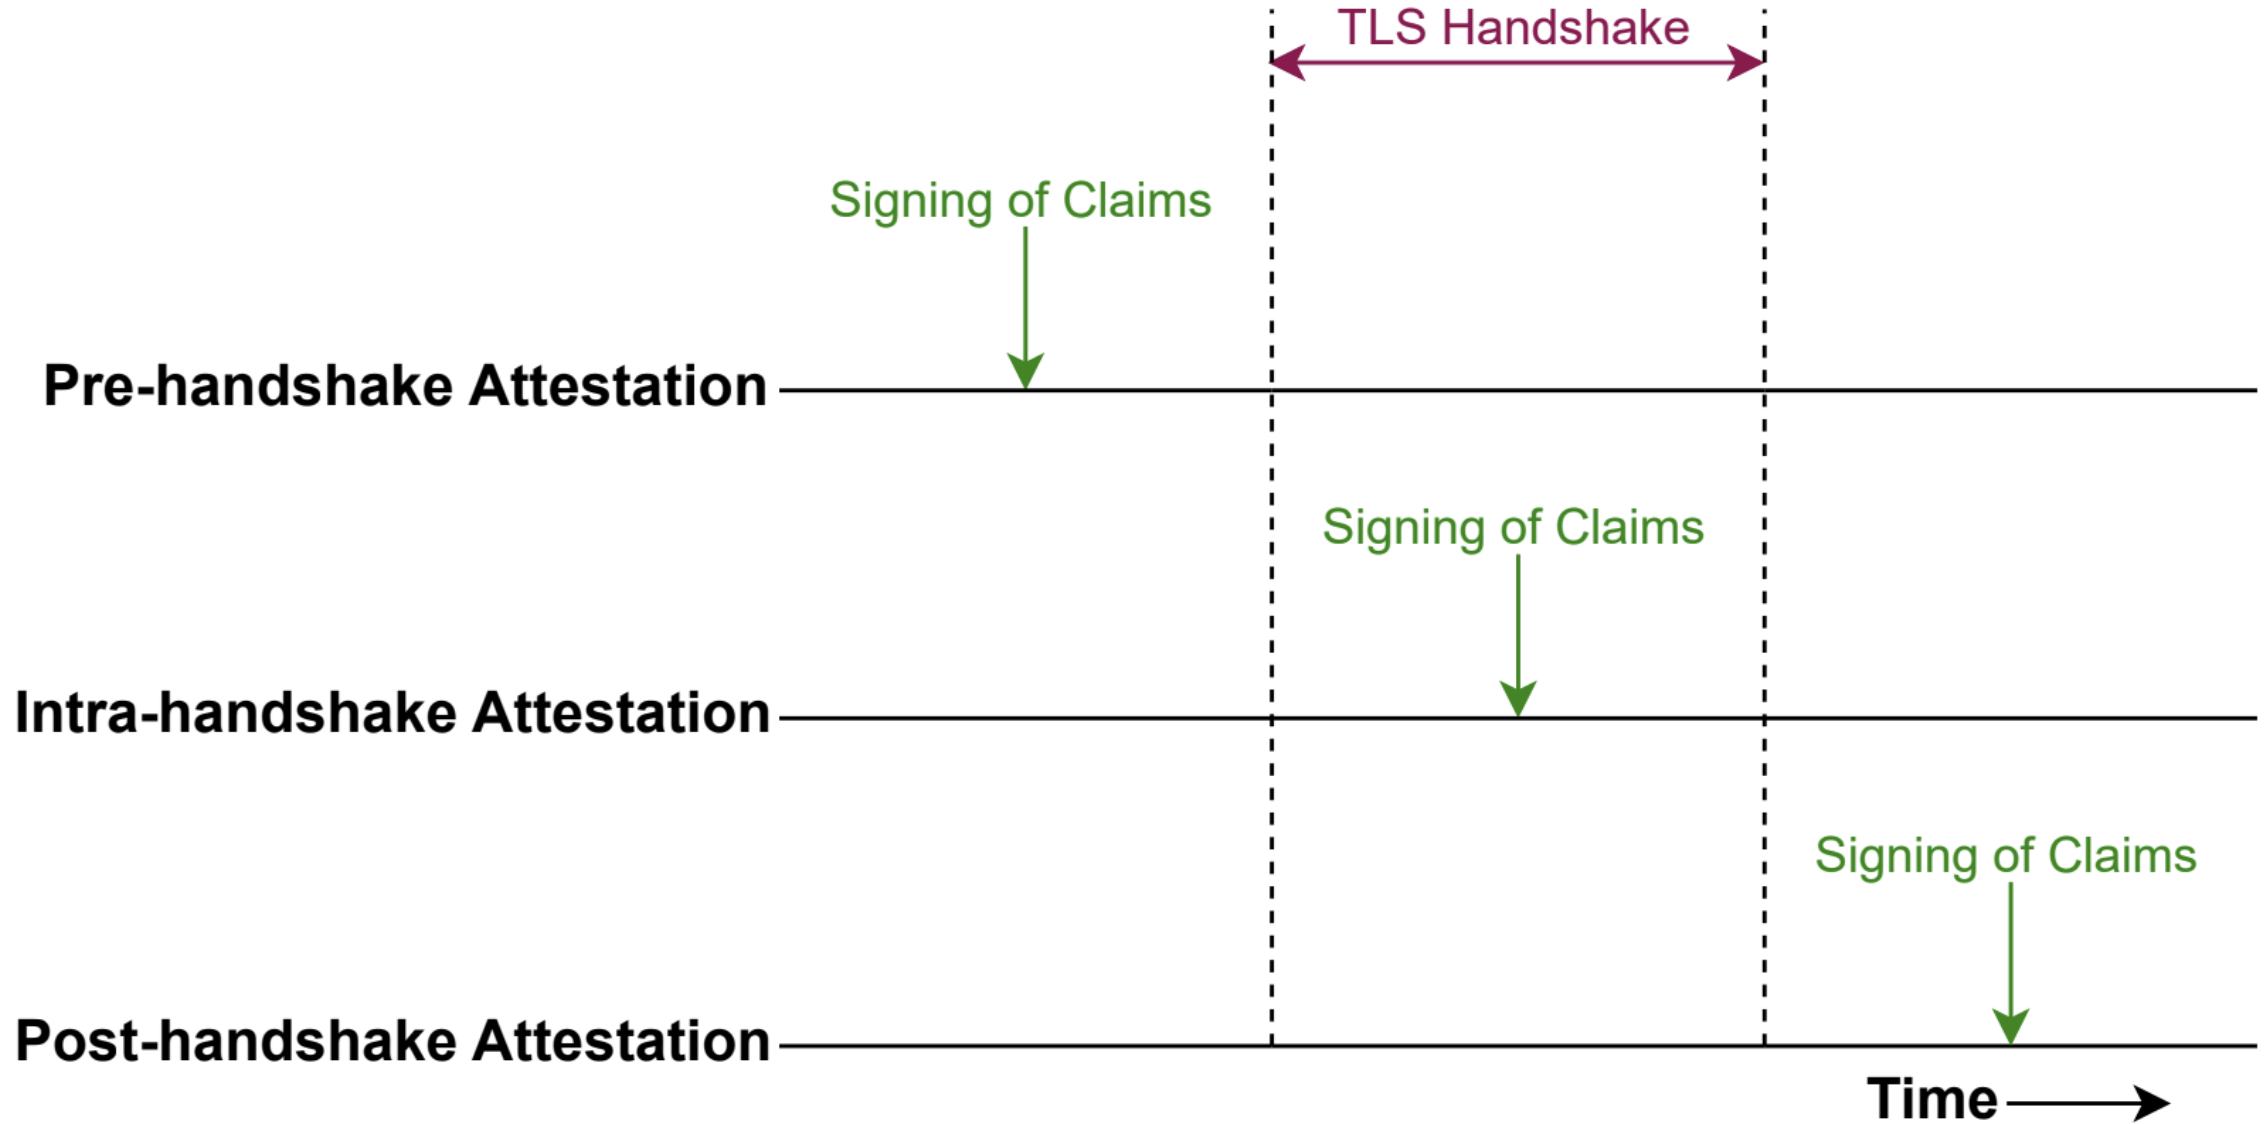 TLS Handshake
Signing of Claims
Pre-handshake Attestation
Signing of Claims
Intra-handshake Attestation
Signing of Claims
Post-handshake Attestation
Time